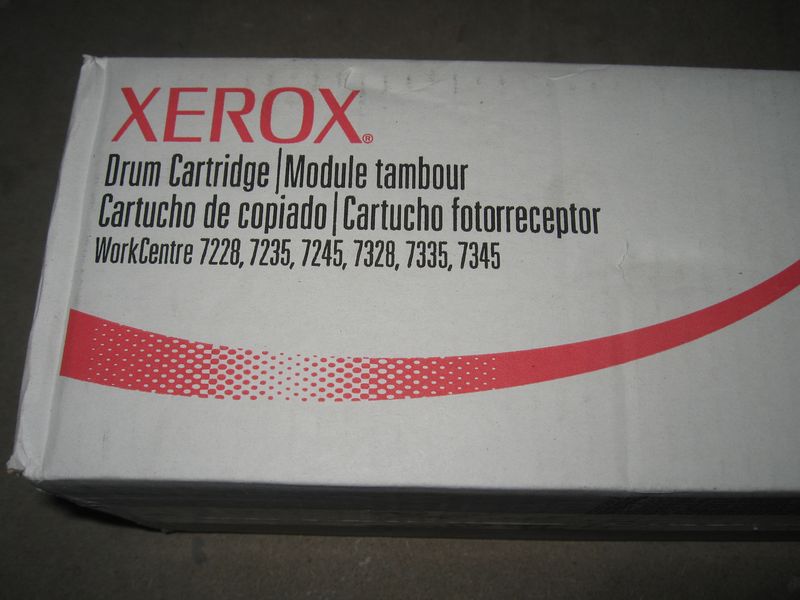 XEROX®
Drum Cartridge | Module tambour
Cartucho de copiado | Cartucho fotorreceptor
WorkCentre 7228, 7235, 7245, 7328, 7335, 7345